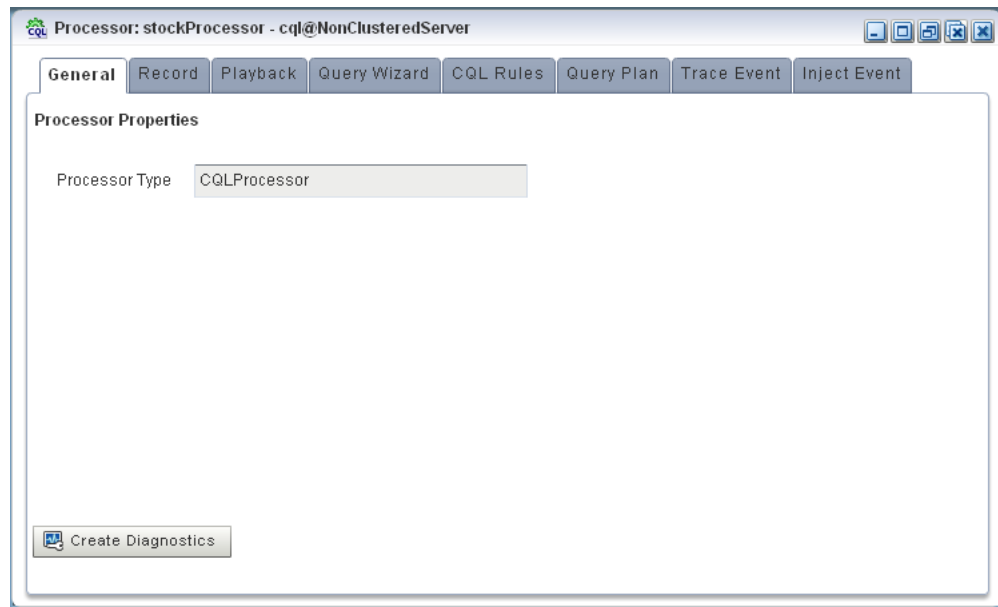 CQL Processor: stockProcessor - cql@NonClusteredServer
General Record Playback Query Wizard CQL Rules Query Plan Trace Event Inject Event
Processor Properties
Processor Type CQLProcessor
Create Diagnostics